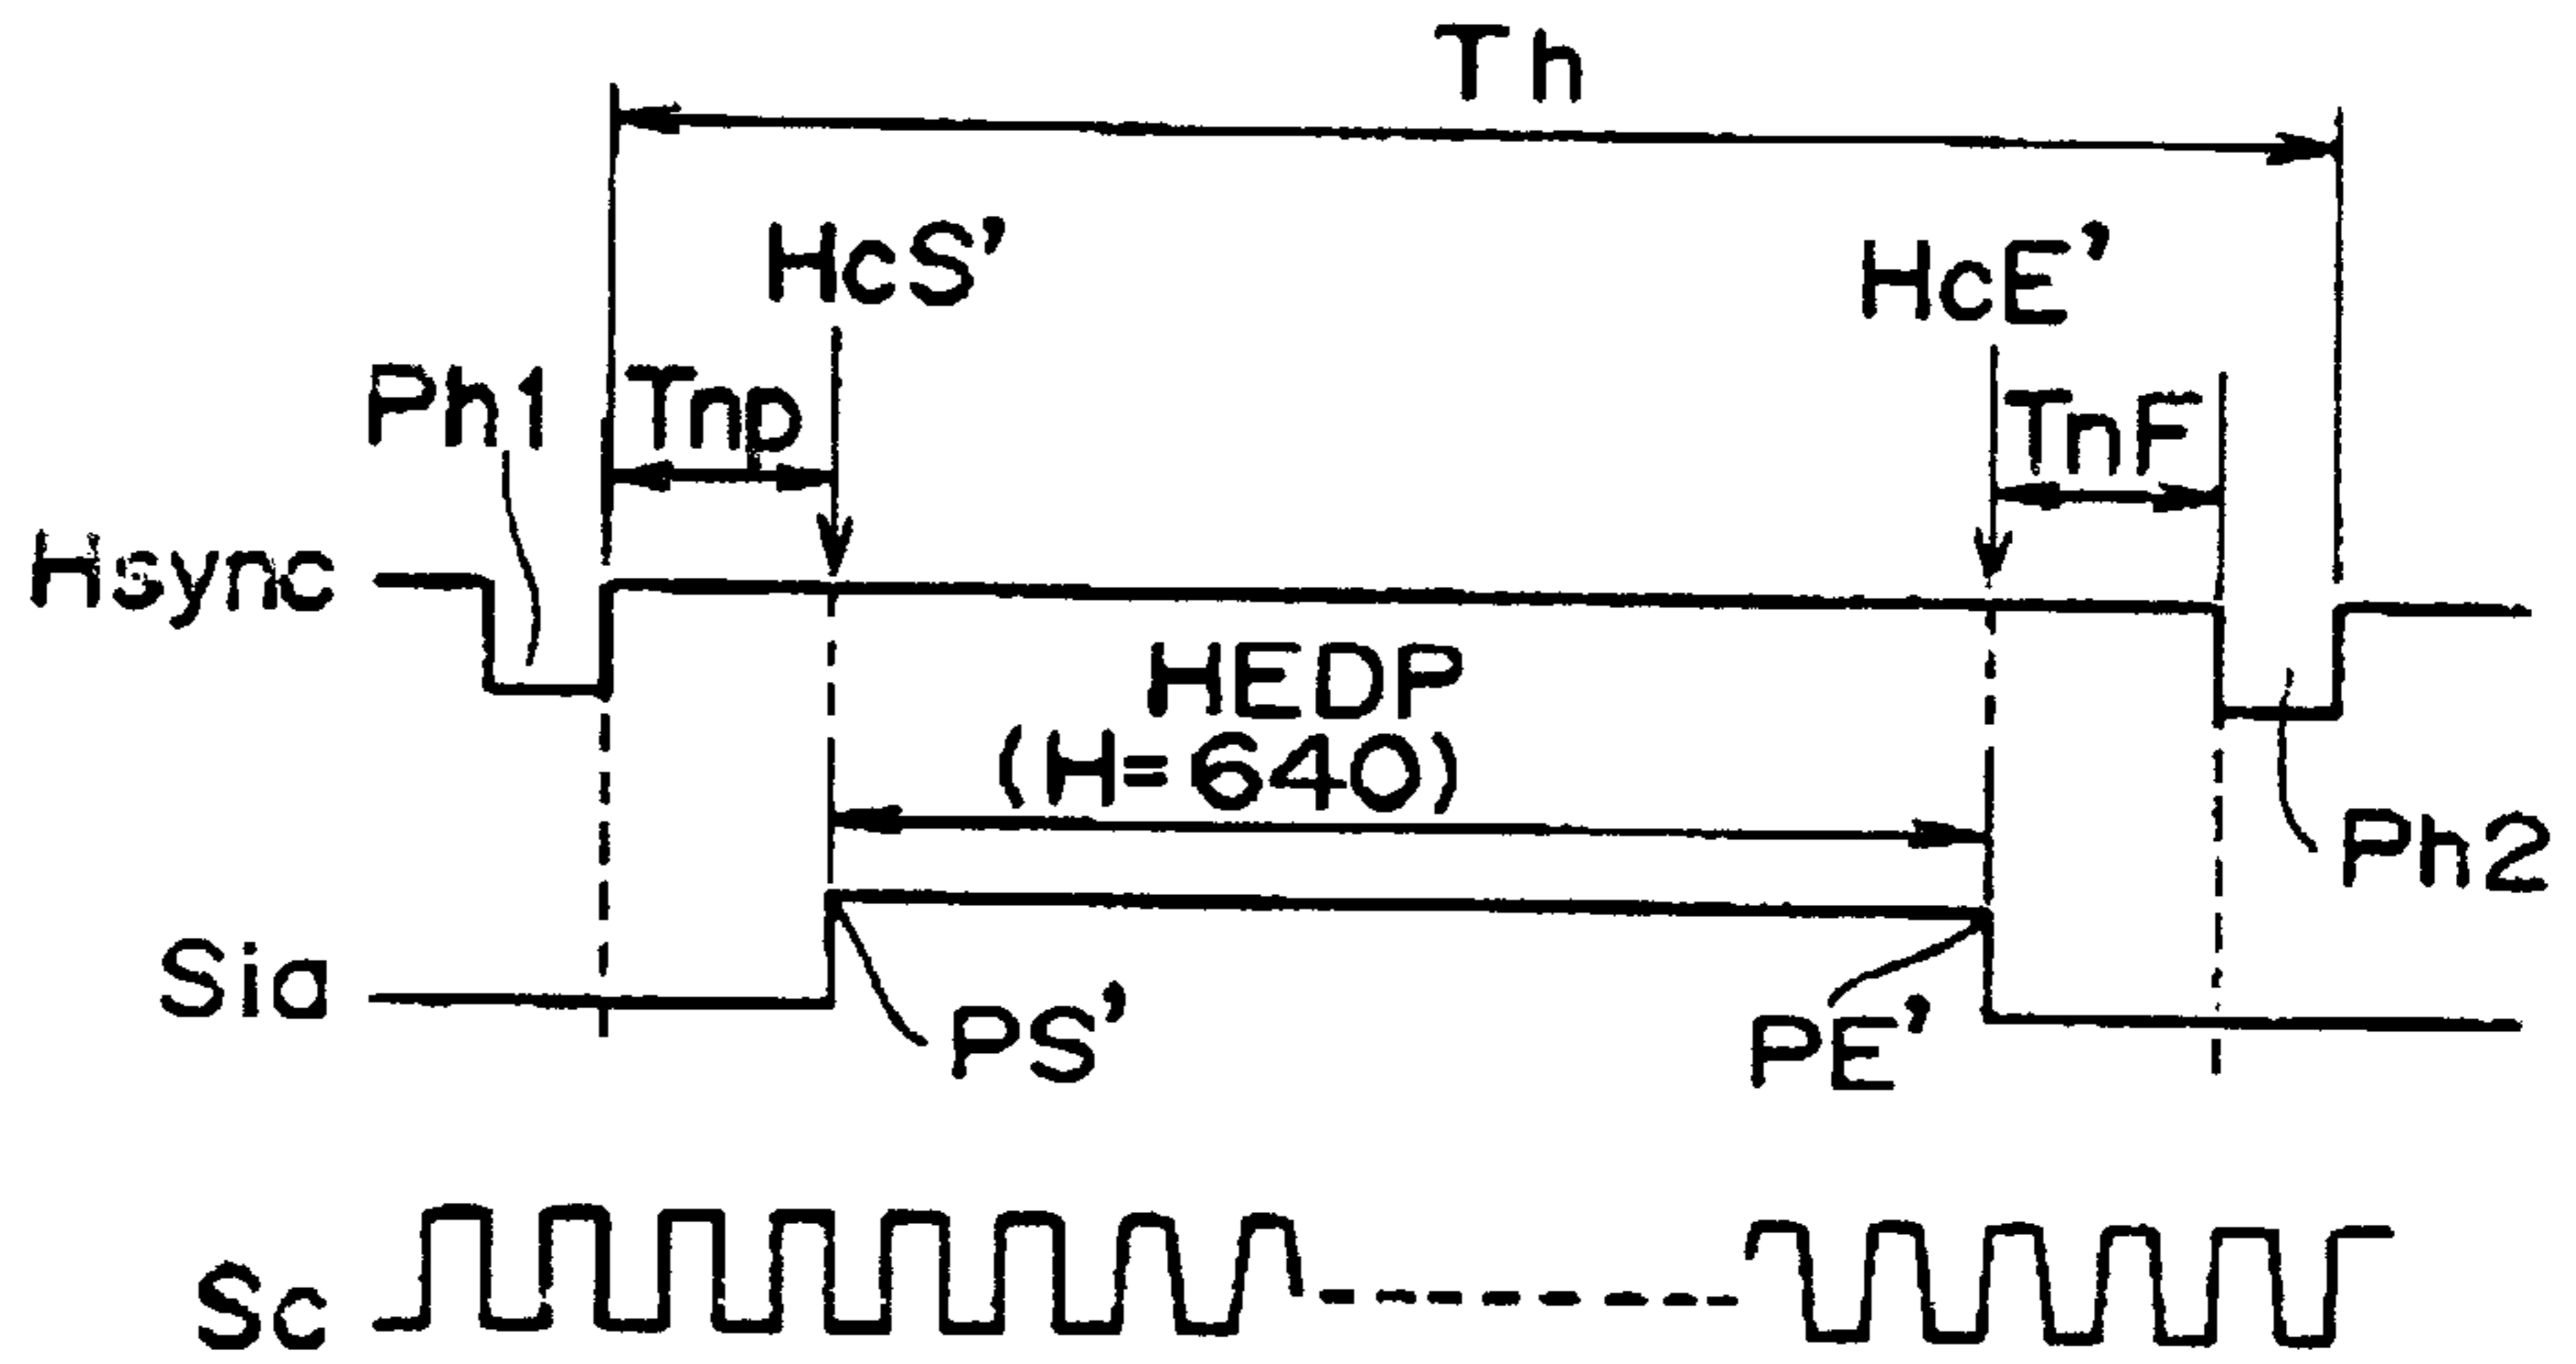 Th
HcS'
HcE'
Ph1
Tnp
TnF
Hsync
HEDP
(H=640)
Ph2
Sia
PS'
PE'
Sc